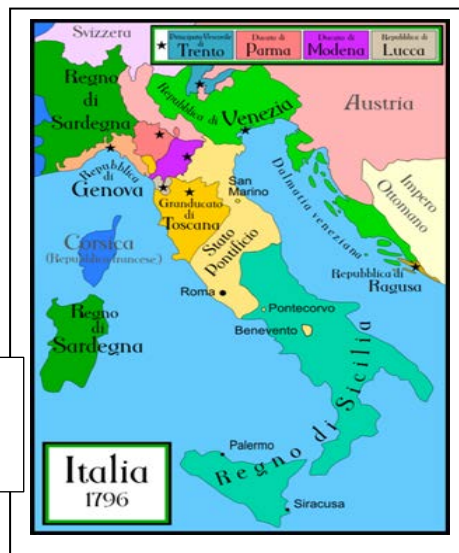 Svizzera
Principato Vescovile
di
Trento
Ducato di
Parma
Ducato di
Modena
Repubblica di
Lucca
Regno
di
Sardegna
Repubblica di Venezia
Austria
Repubblica
di
Genova
San
Marino
Granducato di
Toscana
Dalmatia veneziana
Impero
Ottomano
Stato
Pontificio
Corsica
(Repubblica francese)
Repubblica di
Ragusa
Roma
Pontecorvo
Benevento
Regno
di
Sardegna
Regno di Sicilia
Palermo
Siracusa
Italia
1796